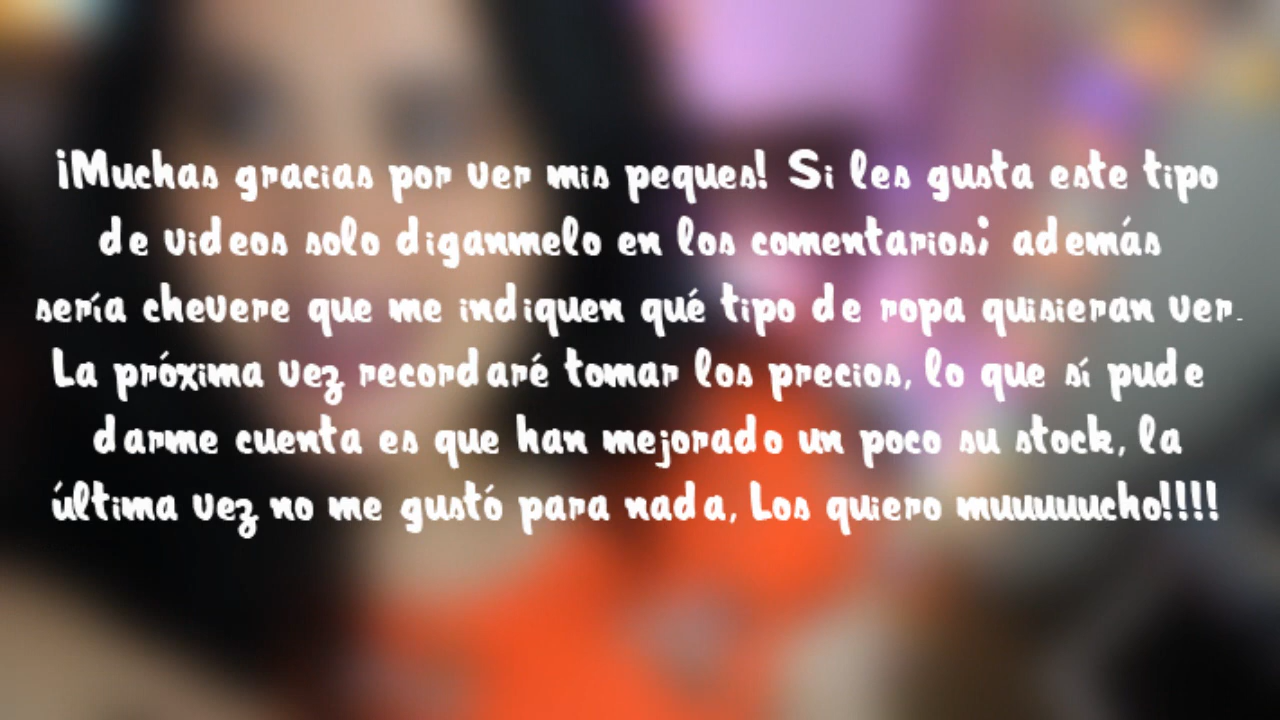 ¡Muchas gracias por ver mis peques! Si les gusta este tipo
de videos solo diganmelo en los comentarios; además
sería chevere que me indiquen qué tipo de ropa quisieran ver.
La próxima vez recordaré tomar los precios, lo que sí pude
darme cuenta es que han mejorado un poco su stock, la
última vez no me gustó para nada, Los quiero muuuuucho!!!!